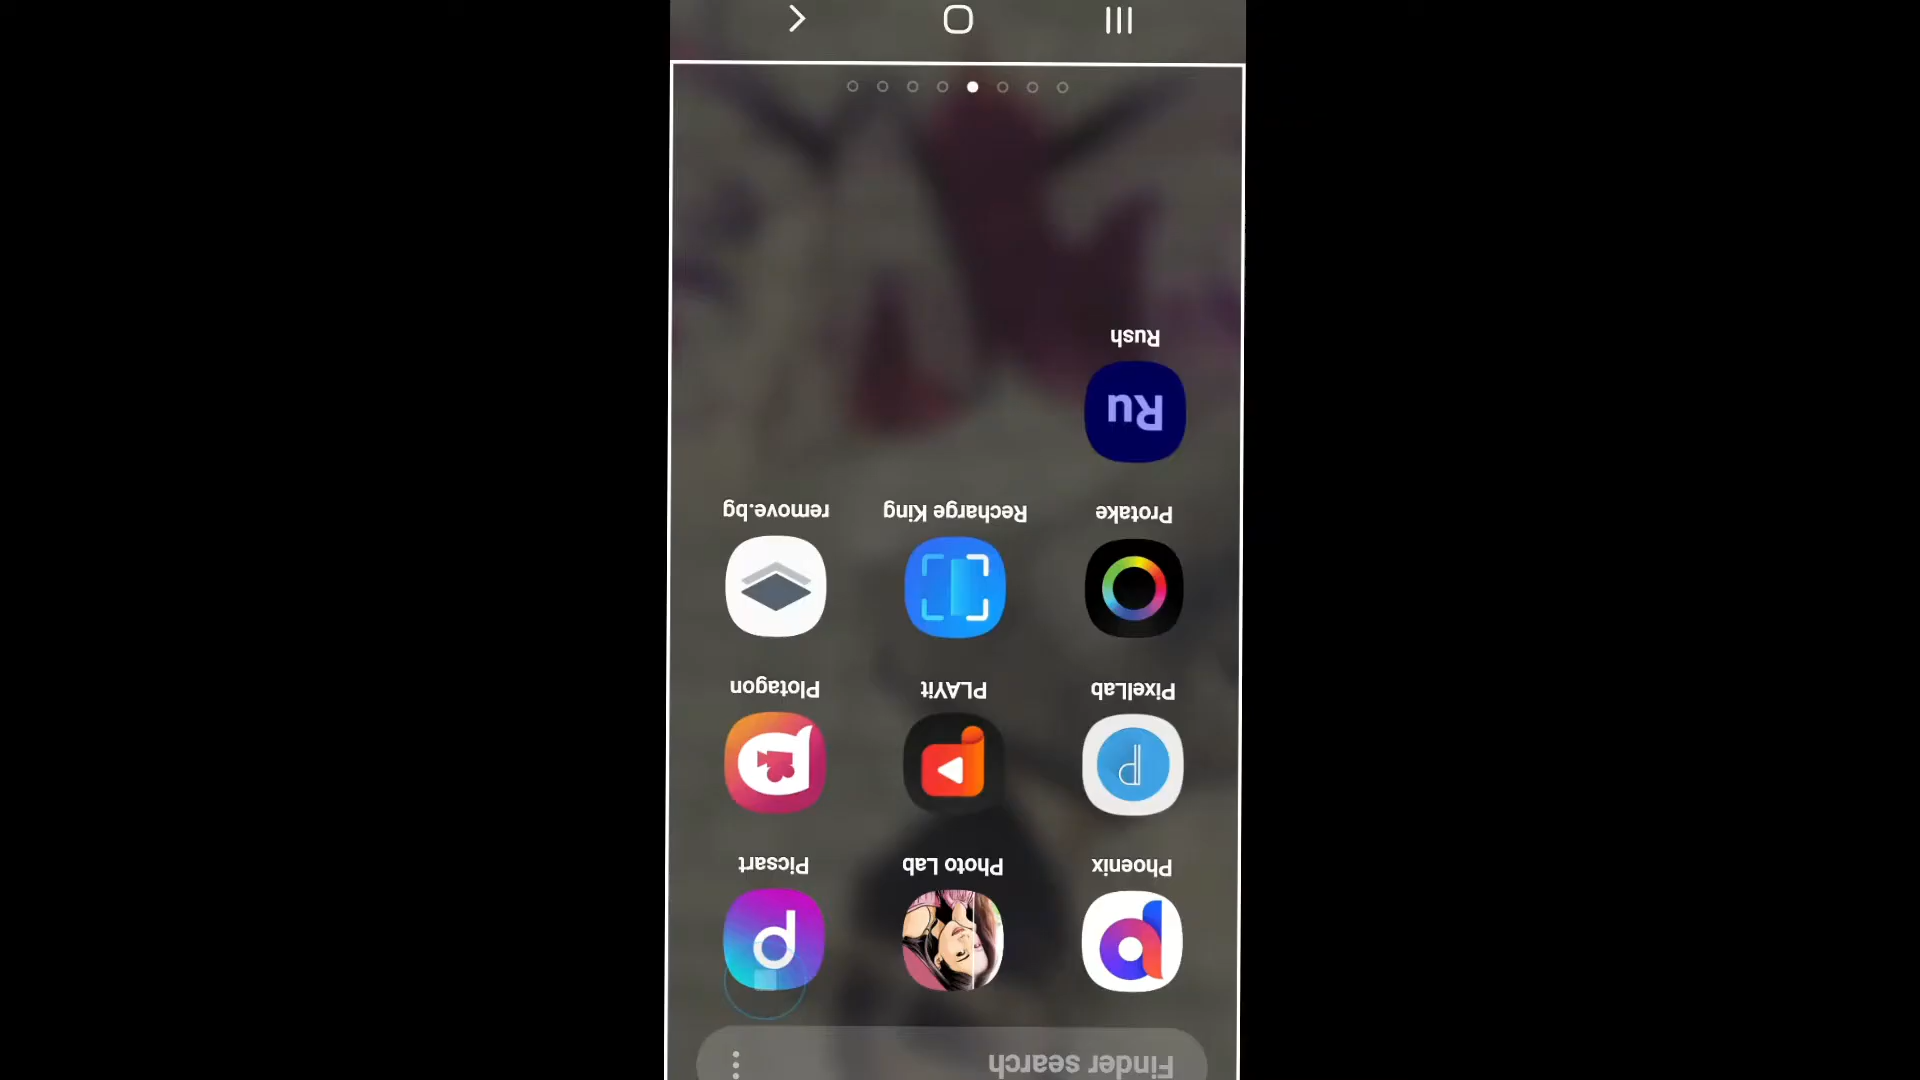 Finder search
Phoenix Photo Lab Picsart
PixelLab PLAYit Plotagon
Protake Recharge King remove.bg
Ru
Rush